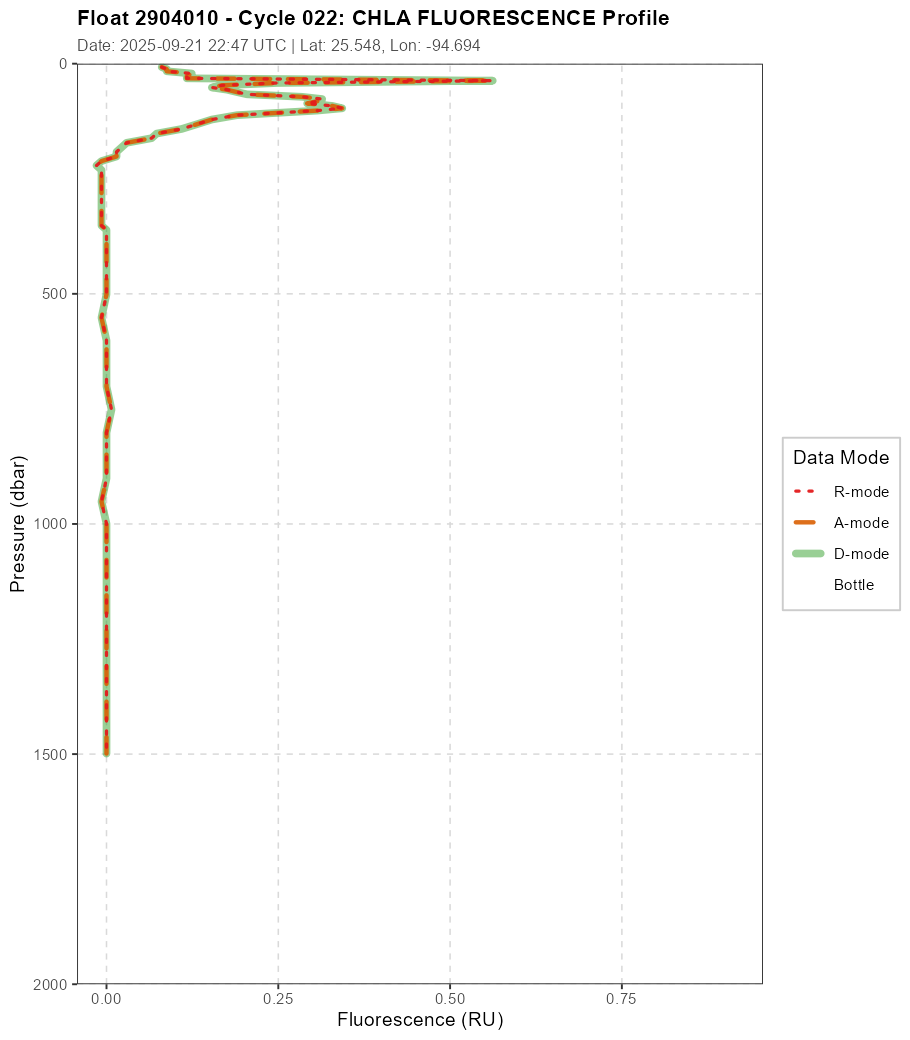 Float 2904010 - Cycle 022: CHLA FLUORESCENCE Profile
Date: 2025-09-21 22:47 UTC | Lat: 25.548, Lon: -94.694
0
500
1000
1500
2000
Pressure (dbar)
0.00 0.25 0.50 0.75
Fluorescence (RU)
Data Mode
R-mode
A-mode
D-mode
Bottle